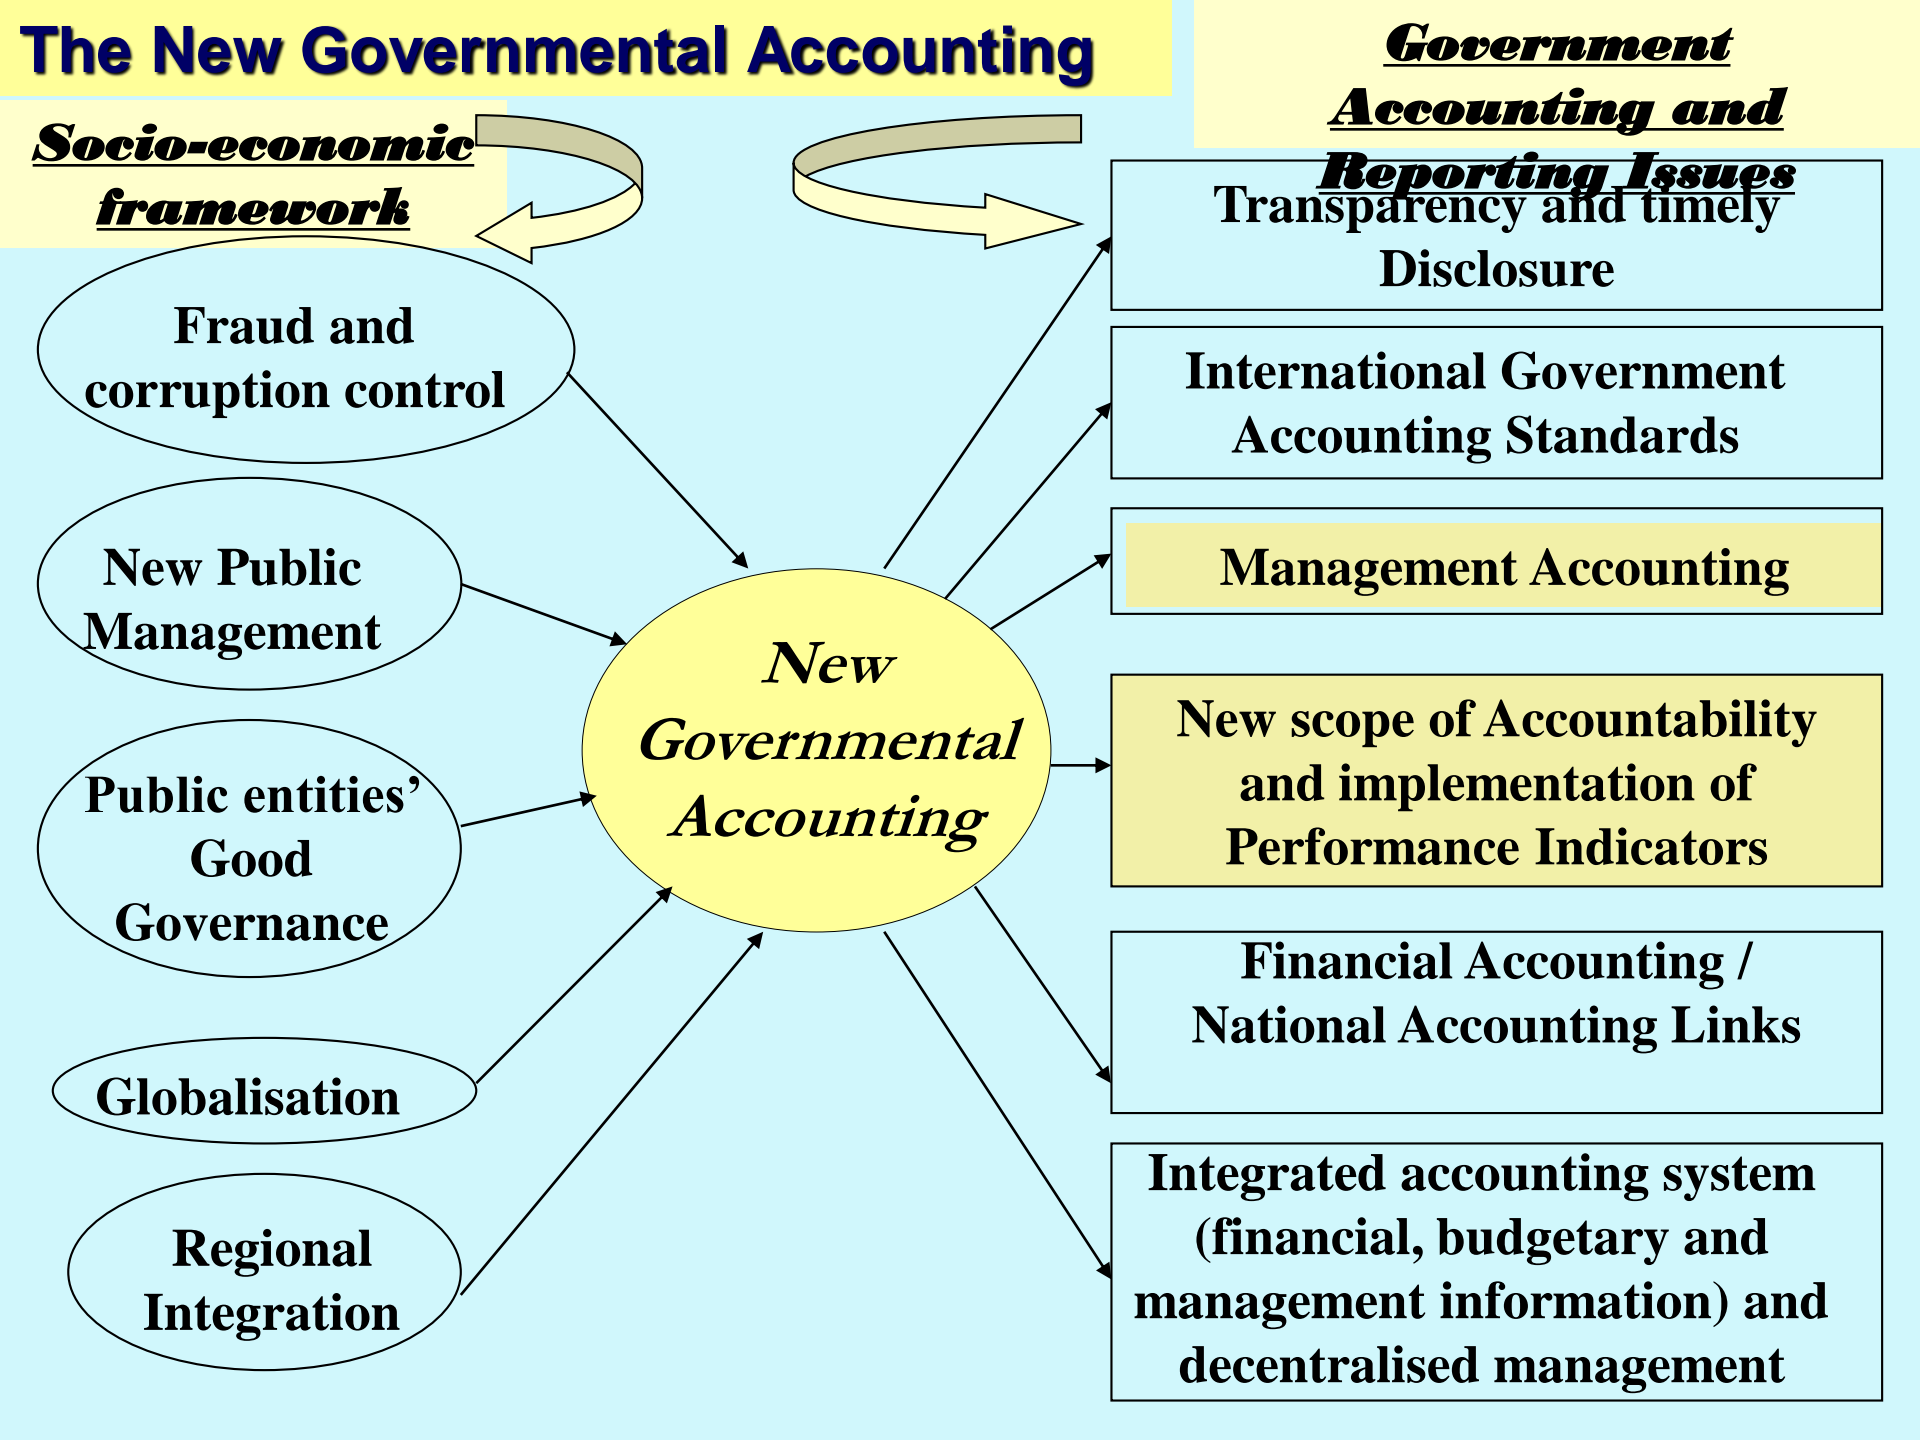 The New Governmental Accounting
Government
Accounting and
Reporting Issues
Socio-economic
framework
Fraud and
corruption control
New Public
Management
Public entities’
Good
Governance
Globalisation
Regional
Integration
New
Governmental
Accounting
Transparency and timely
Disclosure
International Government
Accounting Standards
Management Accounting
New scope of Accountability
and implementation of
Performance Indicators
Financial Accounting /
National Accounting Links
Integrated accounting system
(financial, budgetary and
management information) and
decentralised management